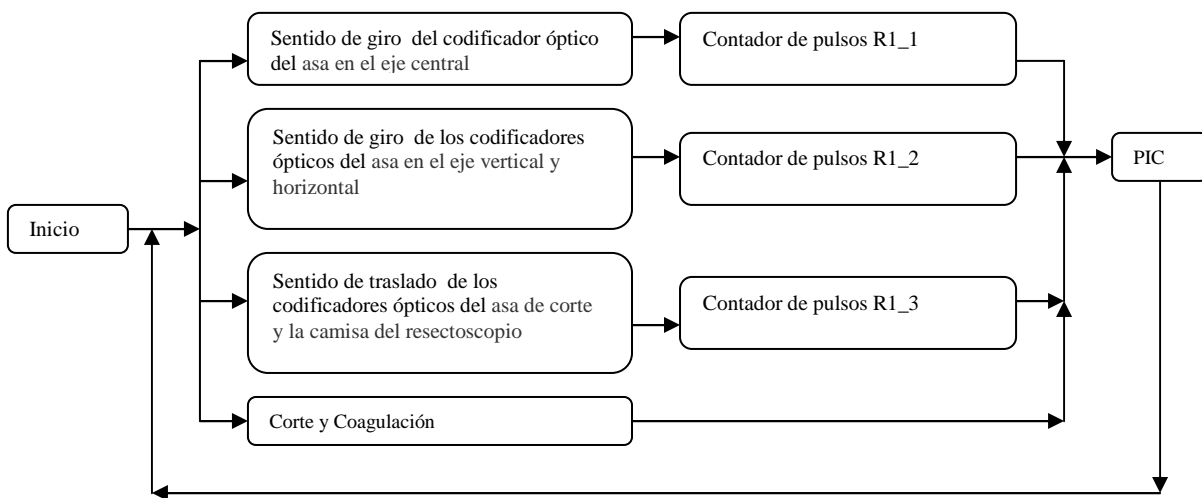 Sentido de giro  del codificador óptico
del asa en el eje central
Contador de pulsos R1_1
Sentido de giro  de los codificadores
ópticos del asa en el eje vertical y
horizontal
Contador de pulsos R1_2
PIC
Inicio
Sentido de traslado  de los
codificadores ópticos del asa de corte
y la camisa del resectoscopio
Contador de pulsos R1_3
Corte y Coagulación